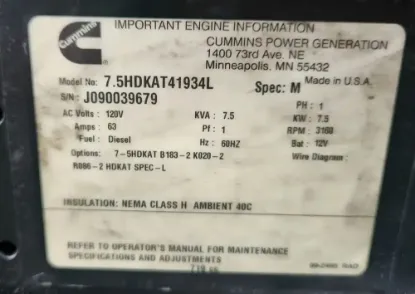 IMPORTANT ENGINE INFORMATION
Cummins
CUMMINS POWER GENERATION
1400 73rd Ave. NE
Minneapolis, MN 55432
Model No: 7.5HDKAT41934L Spec: M Made in U.S.A.
S/N: J090039679
AC Volts: 120V KVA: 7.5 PH: 1
Amps: 63 Pf: 1 KW: 7.5
Fuel: Diesel Hz: 60HZ RPM: 3160
Options: 7-5HDKAT B183-2 K020-2 Bat: 12V
R086-2 HDKAT SPEC-L Wire Diagram:
INSULATION: NEMA CLASS H AMBIENT 40C
REFER TO OPERATOR'S MANUAL FOR MAINTENANCE
SPECIFICATIONS AND ADJUSTMENTS